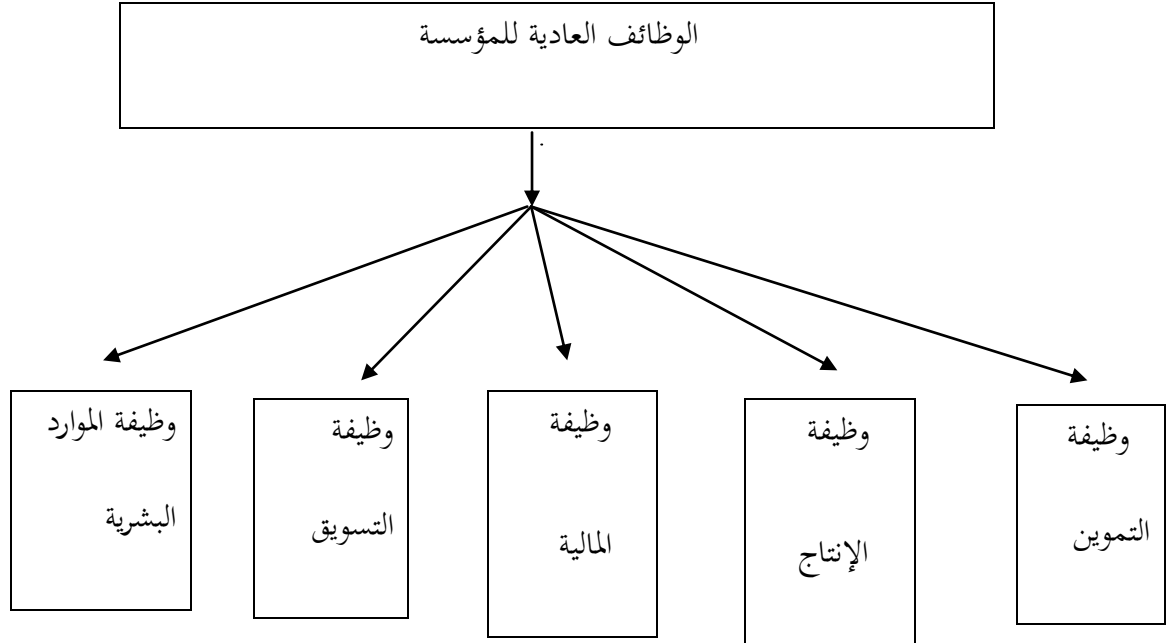 الوظائف العادية للمؤسسة
وظيفة
التموين
وظيفة
الإنتاج
وظيفة
المالية
وظيفة
التسويق
وظيفة الموارد
البشرية